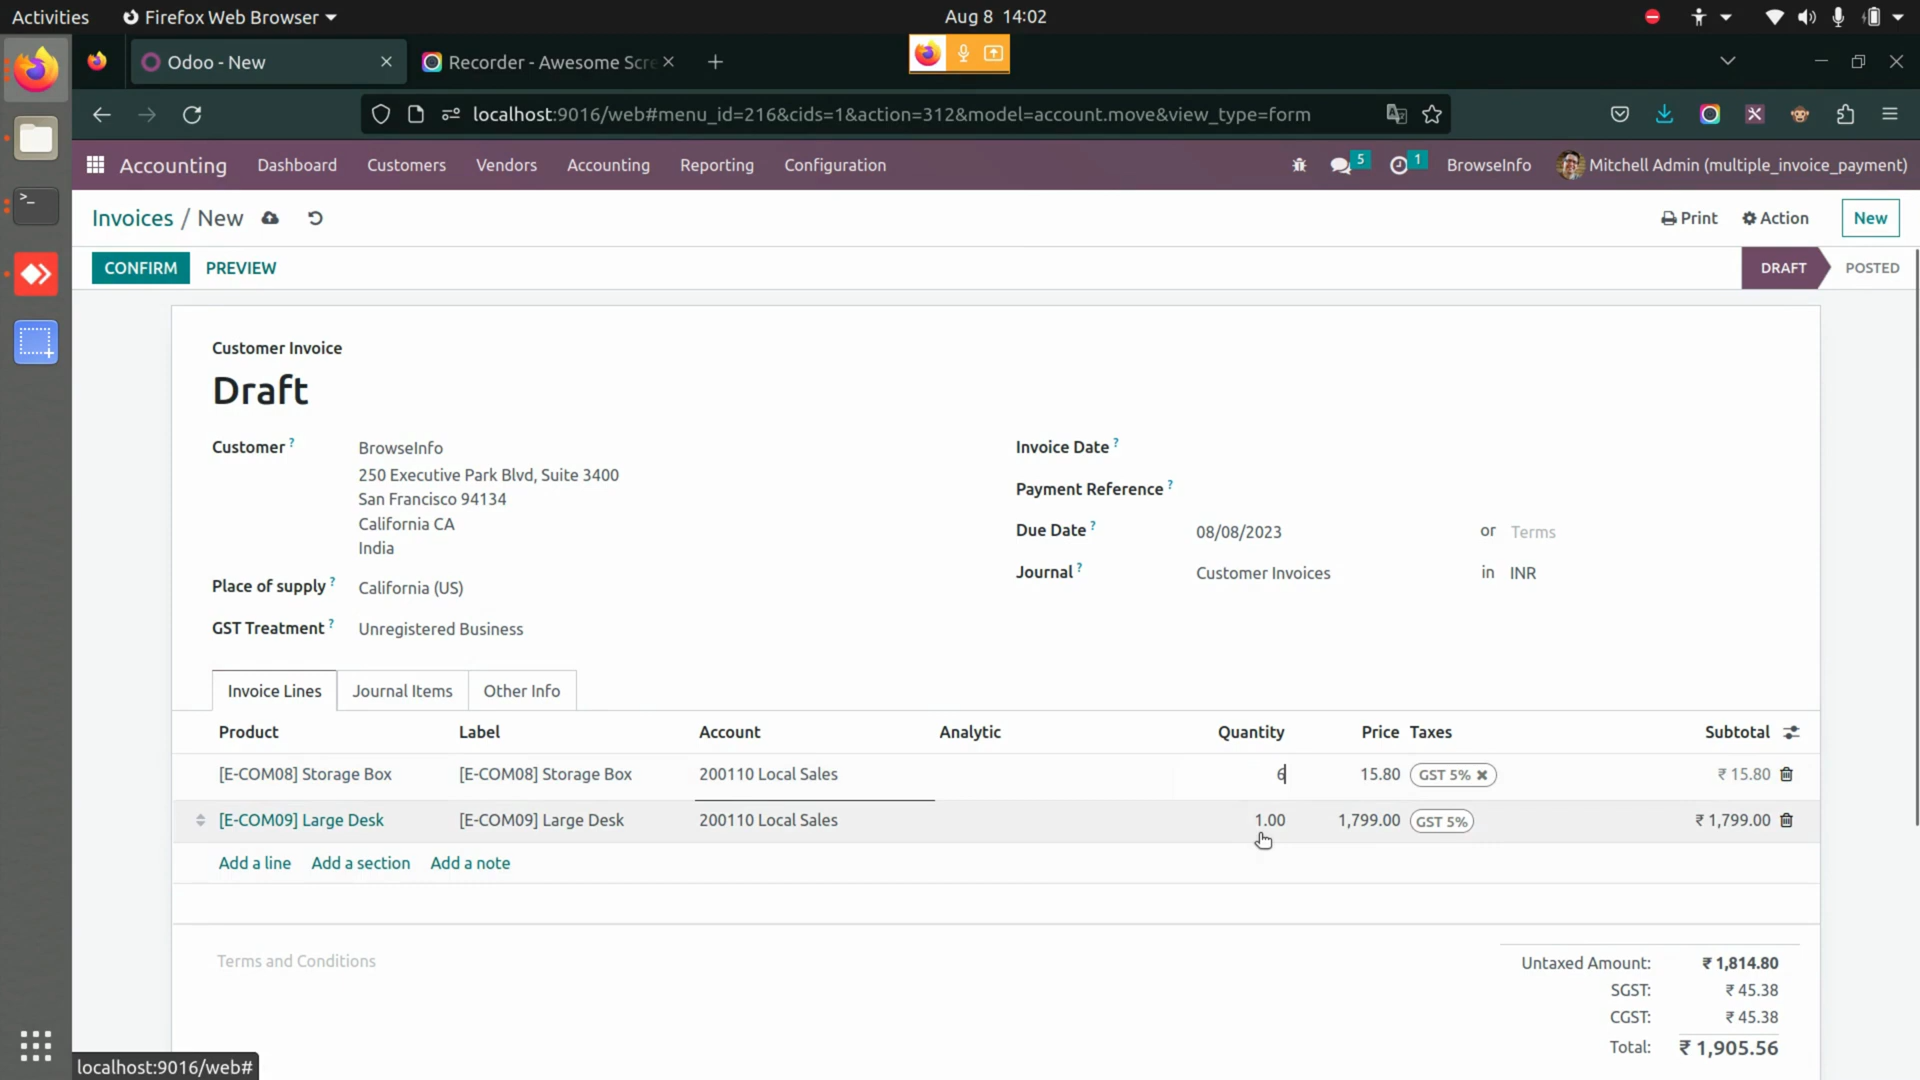 Activities Firefox Web Browser Aug 8 14:02
Odoo - New Recorder - Awesome Scre
localhost:9016/web#menu_id=216&cids=1&action=312&model=account.move&view_type=form
Accounting Dashboard Customers Vendors Accounting Reporting Configuration 5 1 BrowseInfo Mitchell Admin (multiple_invoice_payment)
Invoices / New Print Action New
CONFIRM PREVIEW DRAFT POSTED
Customer Invoice
Draft
Customer ? BrowseInfo Invoice Date ?
250 Executive Park Blvd, Suite 3400
San Francisco 94134 Payment Reference ?
California CA Due Date ? 08/08/2023 or Terms
India
Journal ? Customer Invoices in INR
Place of supply ? California (US)
GST Treatment ? Unregistered Business
Invoice Lines Journal Items Other Info
Product Label Account Analytic Quantity Price Taxes Subtotal
[E-COM08] Storage Box [E-COM08] Storage Box 200110 Local Sales 6 15.80 GST 5% ₹ 15.80
[E-COM09] Large Desk [E-COM09] Large Desk 200110 Local Sales 1.00 1,799.00 GST 5% ₹ 1,799.00
Add a line Add a section Add a note
Terms and Conditions Untaxed Amount: ₹ 1,814.80
SGST: ₹ 45.38
CGST: ₹ 45.38
Total: ₹ 1,905.56
localhost:9016/web#